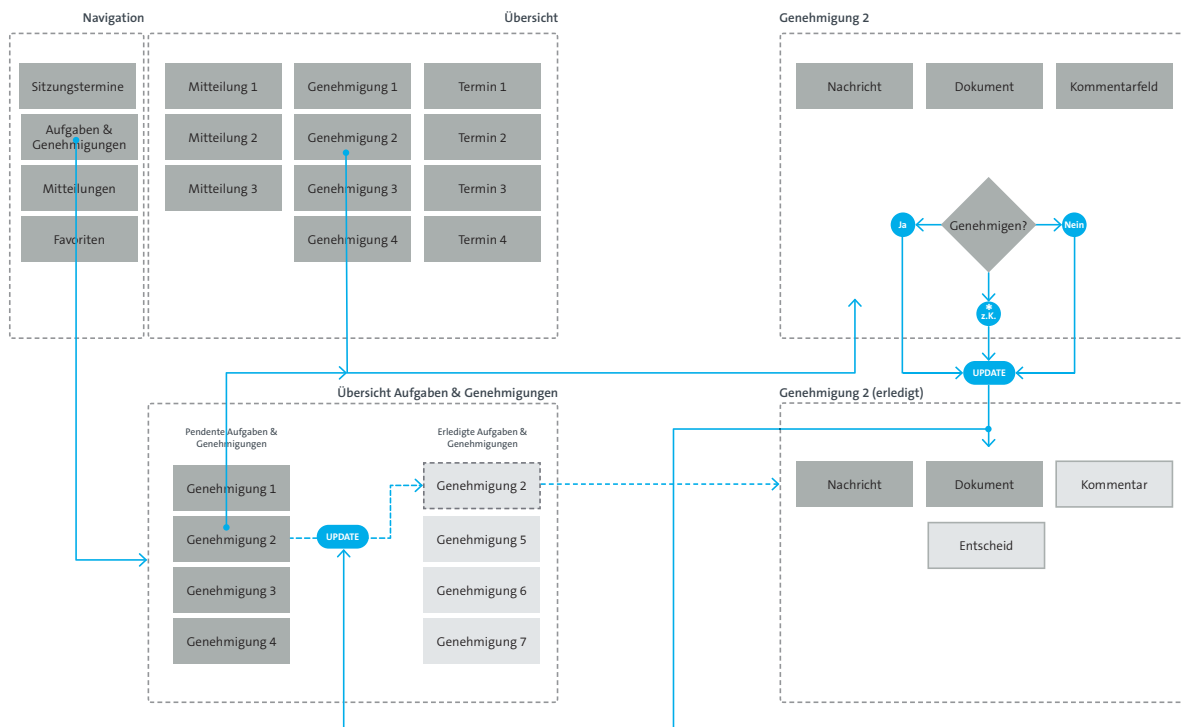 Navigation
Übersicht
Genehmigung 2
Sitzungstermine
Aufgaben &
Genehmigungen
Mitteilungen
Favoriten
Mitteilung 1
Mitteilung 2
Mitteilung 3
Genehmigung 1
Genehmigung 2
Genehmigung 3
Genehmigung 4
Termin 1
Termin 2
Termin 3
Termin 4
Nachricht
Dokument
Kommentarfeld
Ja
Genehmigen?
Nein
*
z.K.
UPDATE
Übersicht Aufgaben & Genehmigungen
Pendente Aufgaben &
Genehmigungen
Genehmigung 1
Genehmigung 2
Genehmigung 3
Genehmigung 4
UPDATE
Erledigte Aufgaben &
Genehmigungen
Genehmigung 2
Genehmigung 5
Genehmigung 6
Genehmigung 7
Genehmigung 2 (erledigt)
Nachricht
Dokument
Kommentar
Entscheid